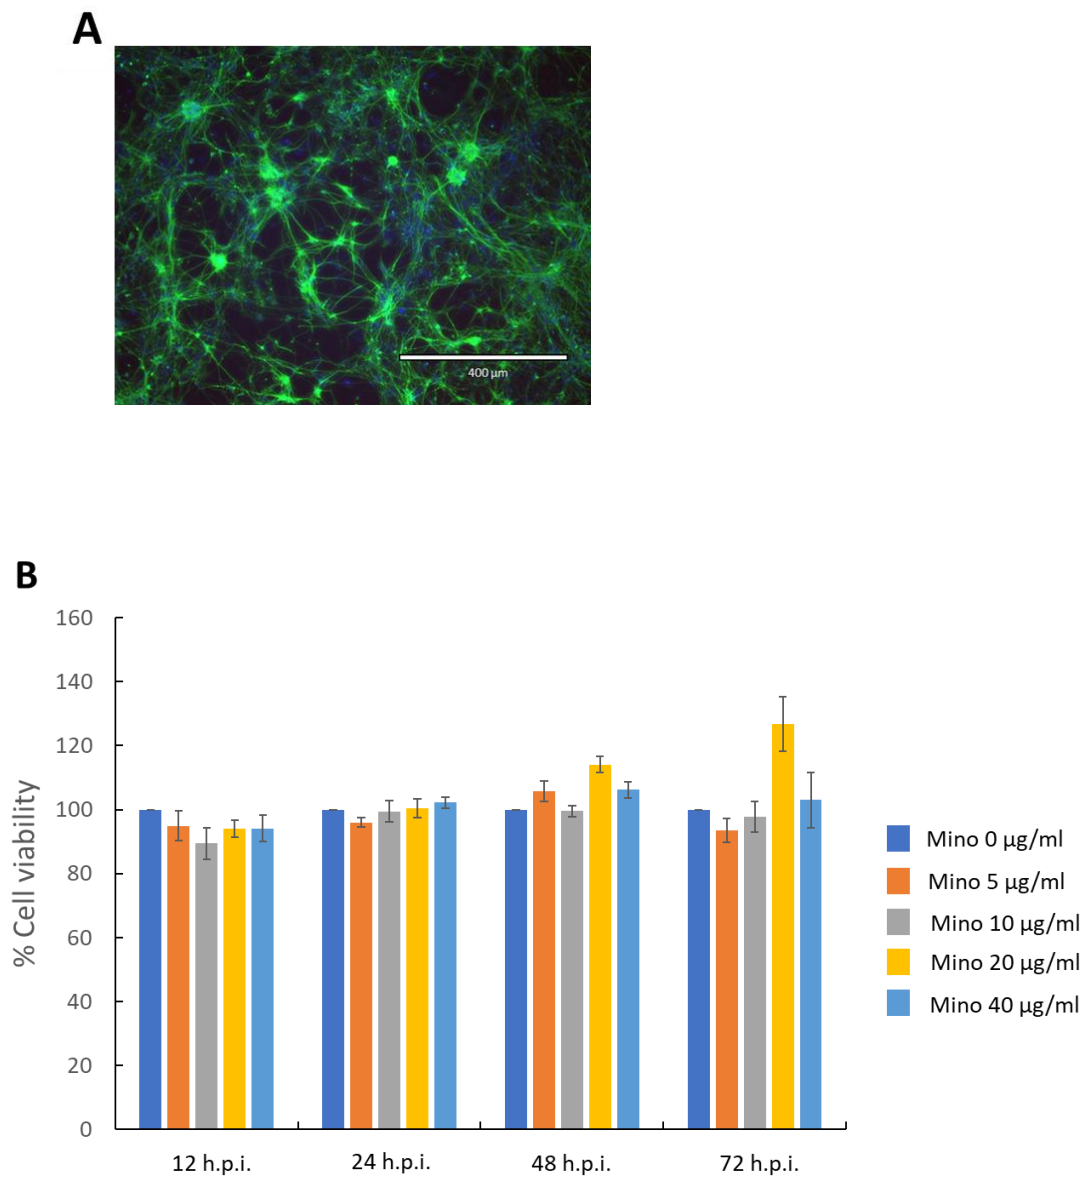 A
400 µm
B
% Cell viability
160
140
120
100
80
60
40
20
0
12 h.p.i.
24 h.p.i.
48 h.p.i.
72 h.p.i.
Mino 0 µg/ml
Mino 5 µg/ml
Mino 10 µg/ml
Mino 20 µg/ml
Mino 40 µg/ml